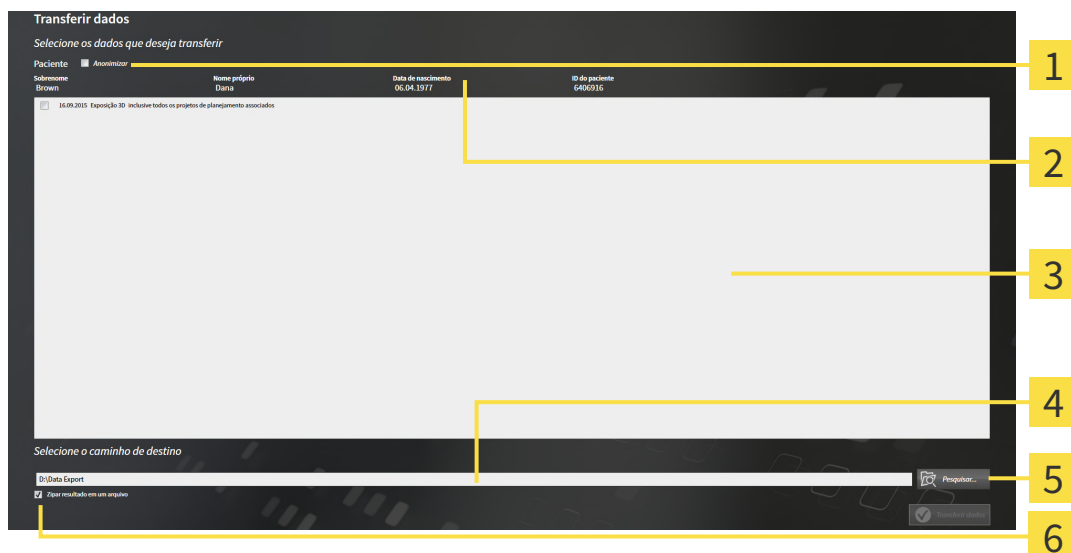 Transferir dados
Selecione os dados que deseja transferir
Paciente Anonimizar
1
Sobrenome Nome próprio Data de nascimento ID do paciente
Brown Dana 06.04.1977 6406916
16.09.2015 Exposição 3D inclusive todos os projetos de planejamento associados
2
3
4
Selecione o caminho de destino
D:\Data Export Pesquisar...
5
Zipar resultado em um arquivo
Transferir dados
6